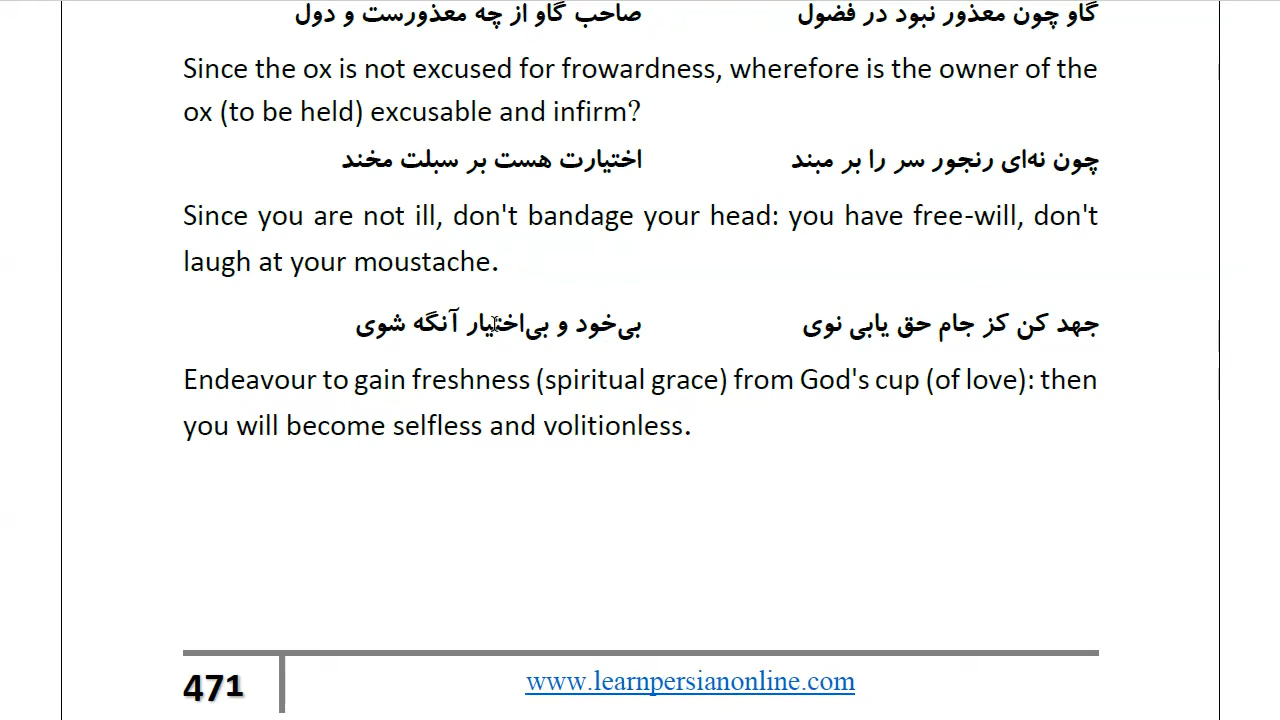 گاو چون معذور نبود در فضول صاحب گاو از چه معذورست و دول
Since the ox is not excused for frowardness, wherefore is the owner of the
ox (to be held) excusable and infirm?
چون نه‌ای رنجور سر را بر مبند اختیارت هست بر سبلت مخند
Since you are not ill, don't bandage your head: you have free-will, don't
laugh at your moustache.
جهد کن کز جام حق یابی نوی بی‌خود و بی‌اختیار آنگه شوی
Endeavour to gain freshness (spiritual grace) from God's cup (of love): then
you will become selfless and volitionless.
471 www.learnpersianonline.com